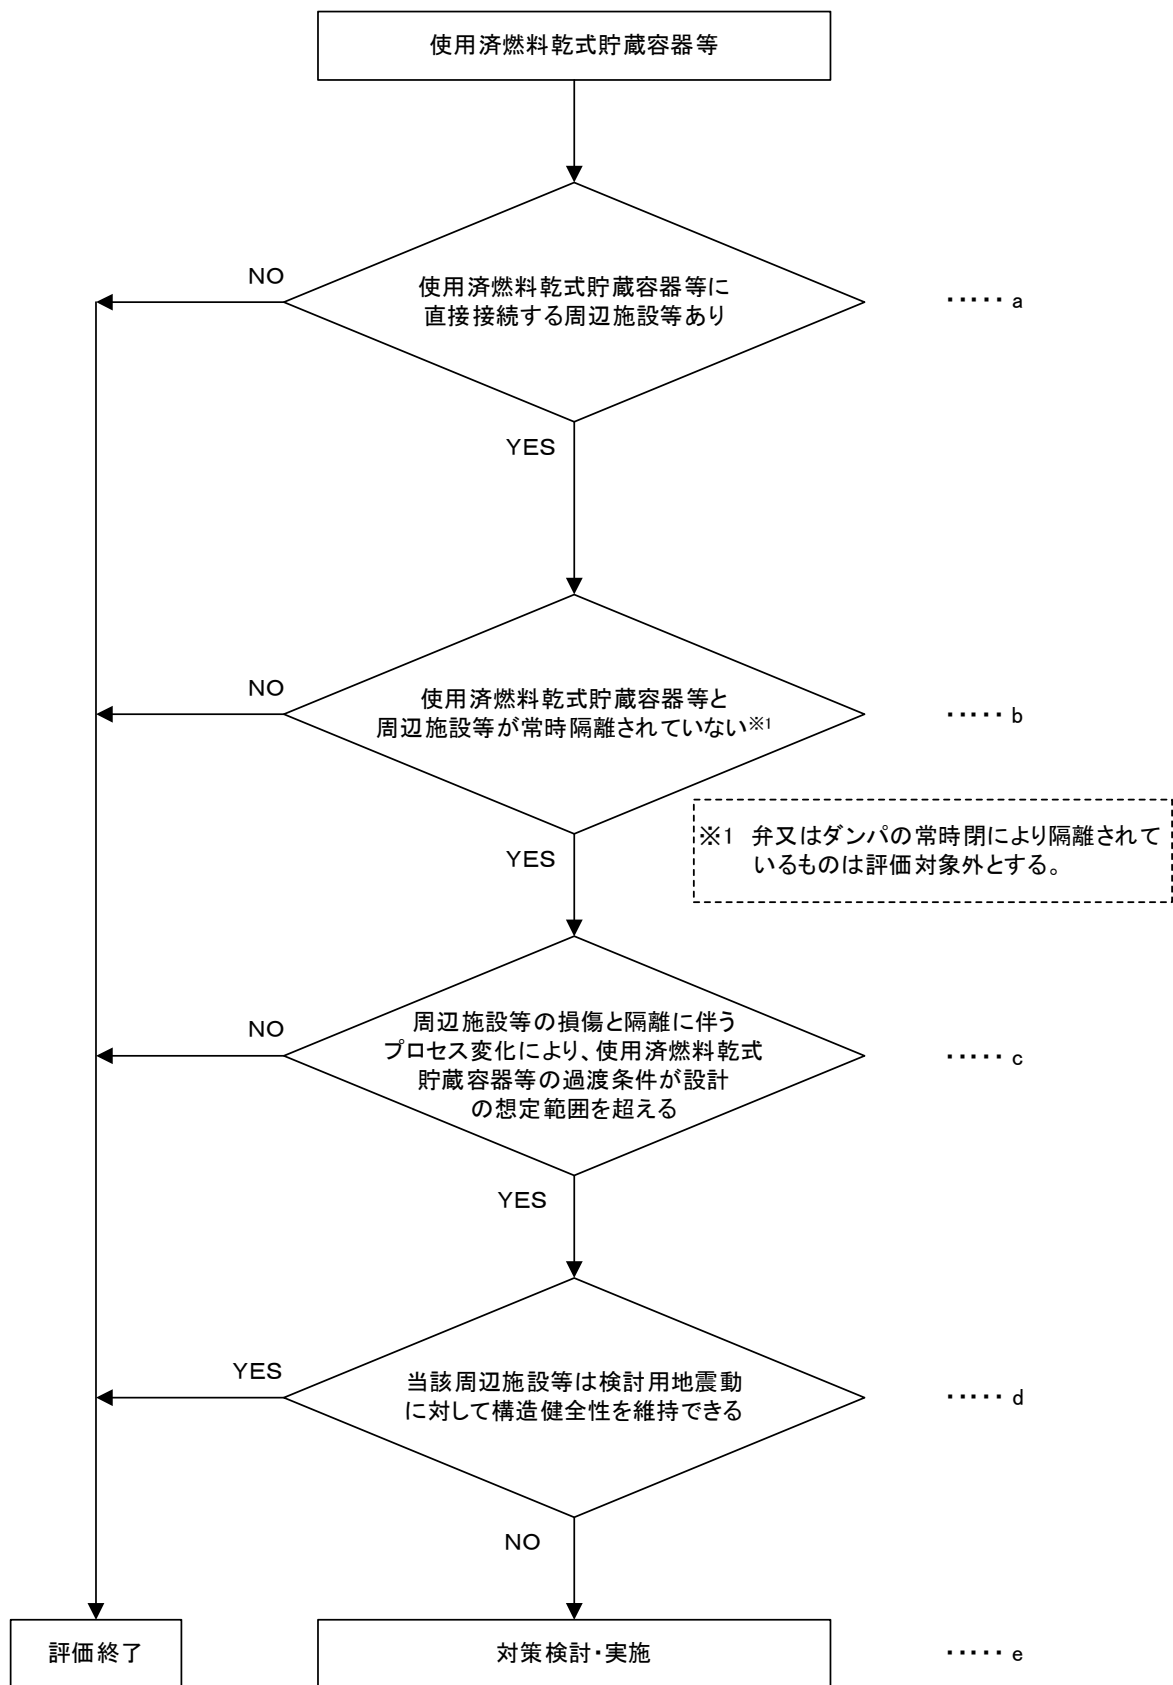 使用済燃料乾式貯蔵容器等
NO
使用済燃料乾式貯蔵容器等に
直接接続する周辺施設等あり
・・・・・ a
YES
NO
使用済燃料乾式貯蔵容器等と
周辺施設等が常時隔離されていない※1
・・・・・ b
※1 弁又はダンパの常時閉により隔離されて
いるものは評価対象外とする。
YES
NO
周辺施設等の損傷と隔離に伴う
プロセス変化により、使用済燃料乾式
貯蔵容器等の過渡条件が設計
の想定範囲を超える
・・・・・ c
YES
YES
当該周辺施設等は検討用地震動
に対して構造健全性を維持できる
・・・・・ d
NO
評価終了
対策検討・実施
・・・・・ e